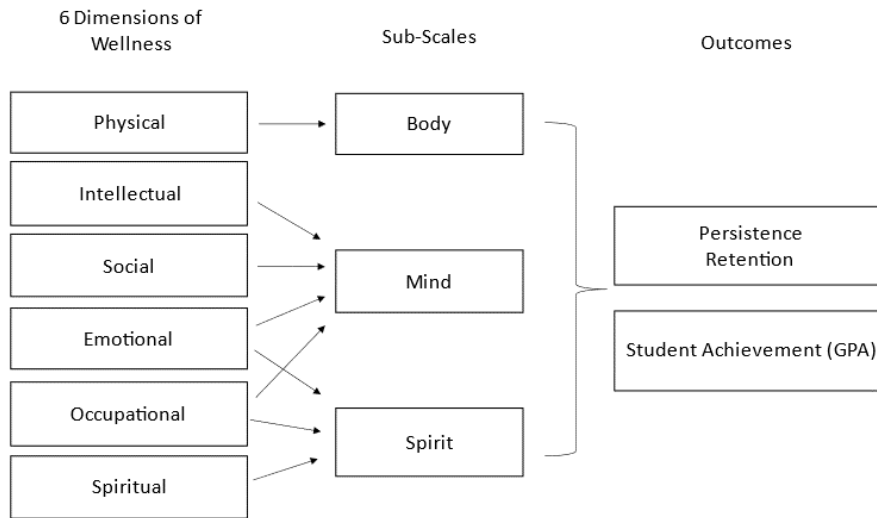 6 Dimensions of
Wellness
Sub-Scales
Outcomes
Physical
Body
Intellectual
Social
Mind
Emotional
Occupational
Spirit
Spiritual
Persistence
Retention
Student Achievement (GPA)